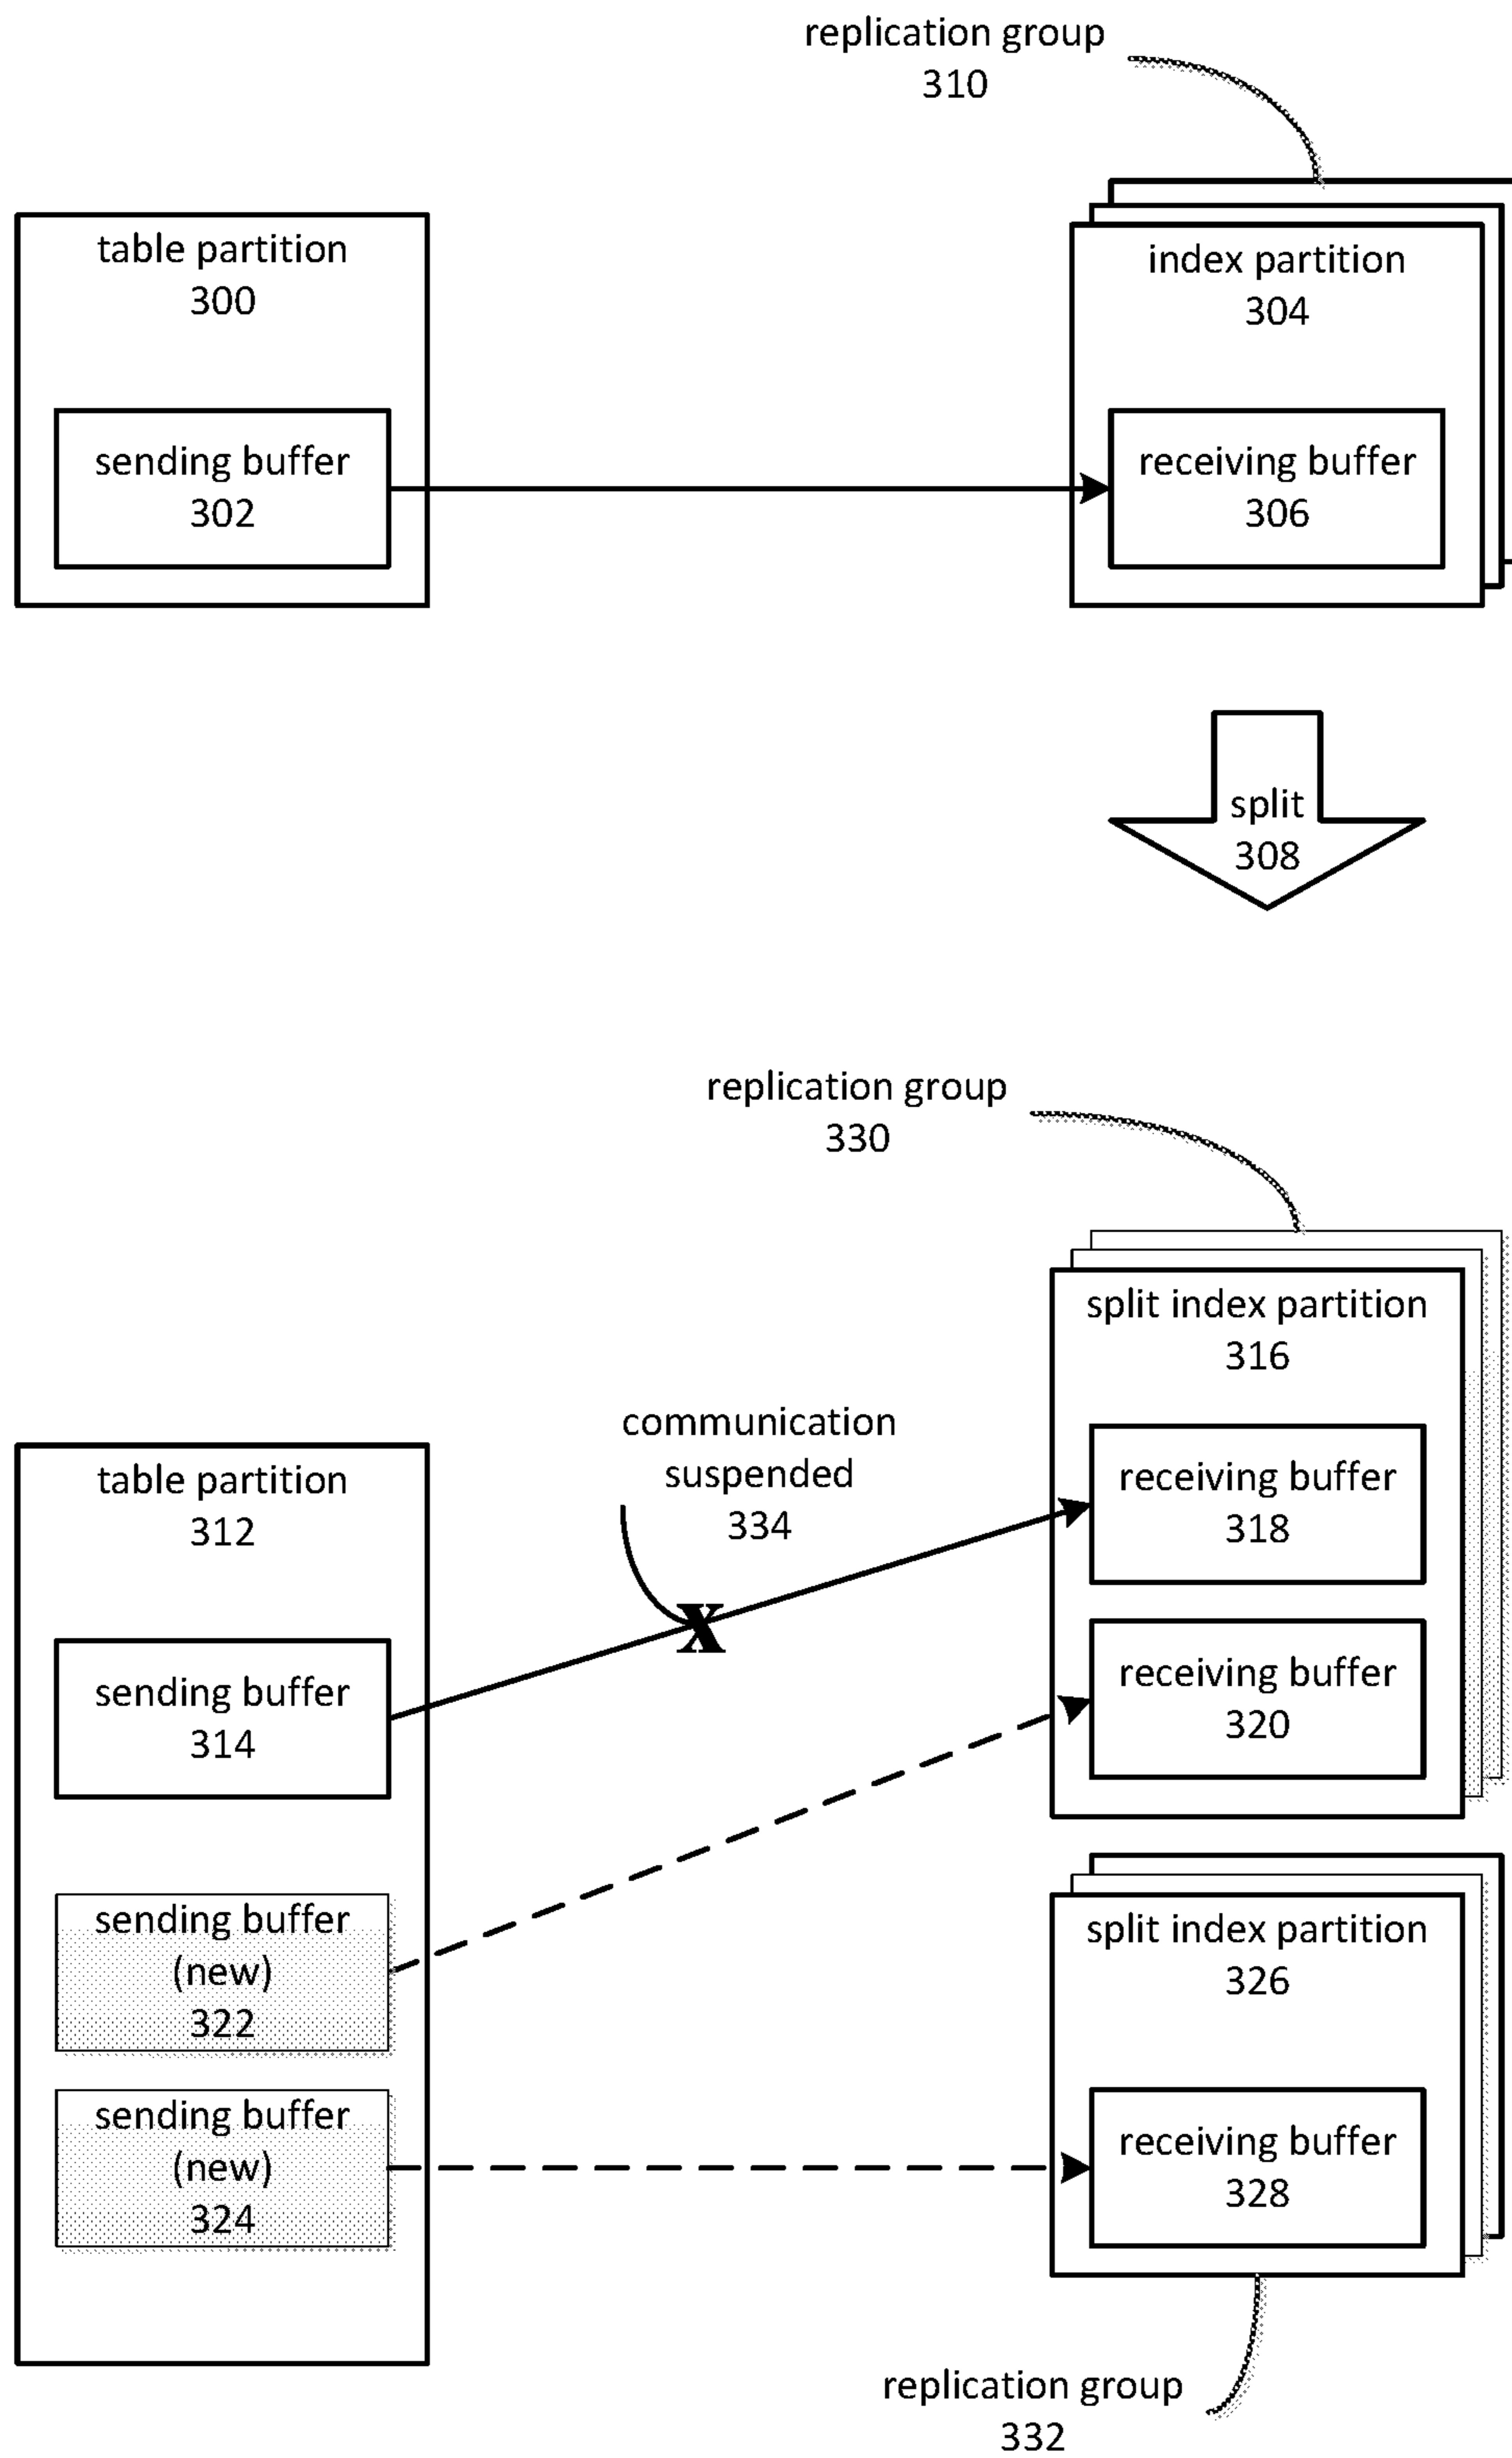 replication group
310
table partition
300
index partition
304
sending buffer
302
receiving buffer
306
split
308
replication group
330
split index partition
316
communication
suspended
334
receiving buffer
318
table partition
312
sending buffer
314
receiving buffer
320
sending buffer
(new)
322
split index partition
326
sending buffer
(new)
324
receiving buffer
328
X
replication group
332